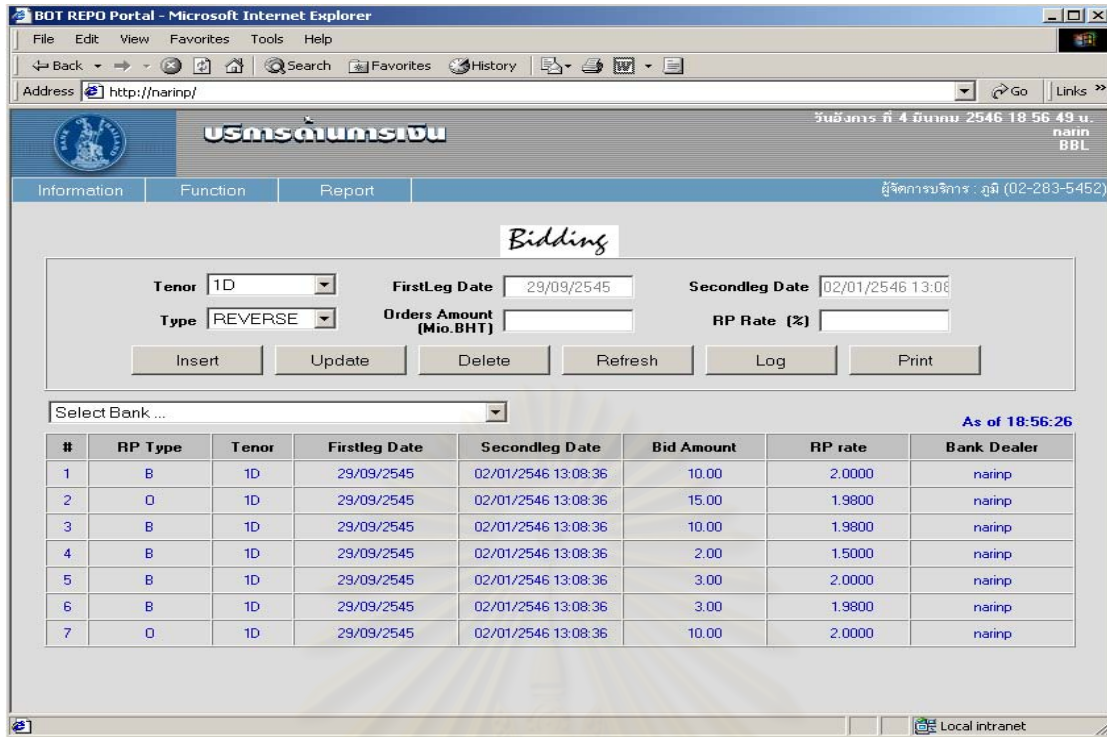 BOT REPO Portal - Microsoft Internet Explorer
File Edit View Favorites Tools Help
Back Search Favorites History
Address http://narinp/ Go Links »
BANK OF THAILAND
บริการด้านการเงิน
วันอังคาร ที่ 4 มีนาคม 2546 18 56 49 น.
narin
BBL
Information Function Report ผู้จัดการบริการ : ภูมิ (02-283-5452)
Bidding
Tenor 1D FirstLeg Date 29/09/2545 Secondleg Date 02/01/2546 13:08
Type REVERSE Orders Amount (Mio.BHT) RP Rate (%)
Insert Update Delete Refresh Log Print
Select Bank ...
As of 18:56:26
# RP Type Tenor Firstleg Date Secondleg Date Bid Amount RP rate Bank Dealer
1 B 1D 29/09/2545 02/01/2546 13:08:36 10.00 2.0000 narinp
2 O 1D 29/09/2545 02/01/2546 13:08:36 15.00 1.9800 narinp
3 B 1D 29/09/2545 02/01/2546 13:08:36 10.00 1.9800 narinp
4 B 1D 29/09/2545 02/01/2546 13:08:36 2.00 1.5000 narinp
5 B 1D 29/09/2545 02/01/2546 13:08:36 3.00 2.0000 narinp
6 B 1D 29/09/2545 02/01/2546 13:08:36 3.00 1.9800 narinp
7 O 1D 29/09/2545 02/01/2546 13:08:36 10.00 2.0000 narinp
Local intranet